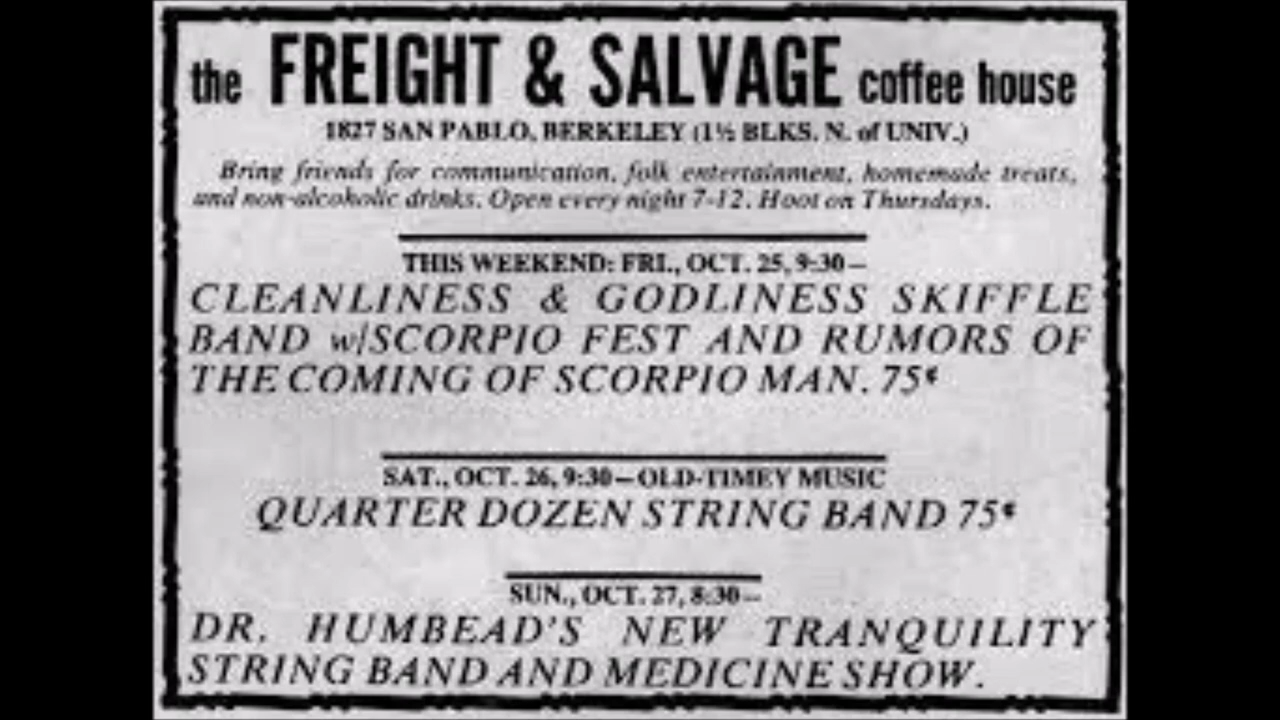 the FREIGHT & SALVAGE coffee house
1827 SAN PABLO, BERKELEY (1½ BLKS. N. of UNIV.)
Bring friends for communication, folk entertainment, homemade treats,
and non-alcoholic drinks. Open every night 7-12. Hoot on Thursdays.
THIS WEEKEND: FRI., OCT. 25, 9:30—
CLEANLINESS & GODLINESS SKIFFLE
BAND w/SCORPIO FEST AND RUMORS OF
THE COMING OF SCORPIO MAN. 75¢
SAT., OCT. 26, 9:30—OLD-TIMEY MUSIC
QUARTER DOZEN STRING BAND 75¢
SUN., OCT. 27, 8:30—
DR. HUMBEAD'S NEW TRANQUILITY
STRING BAND AND MEDICINE SHOW.